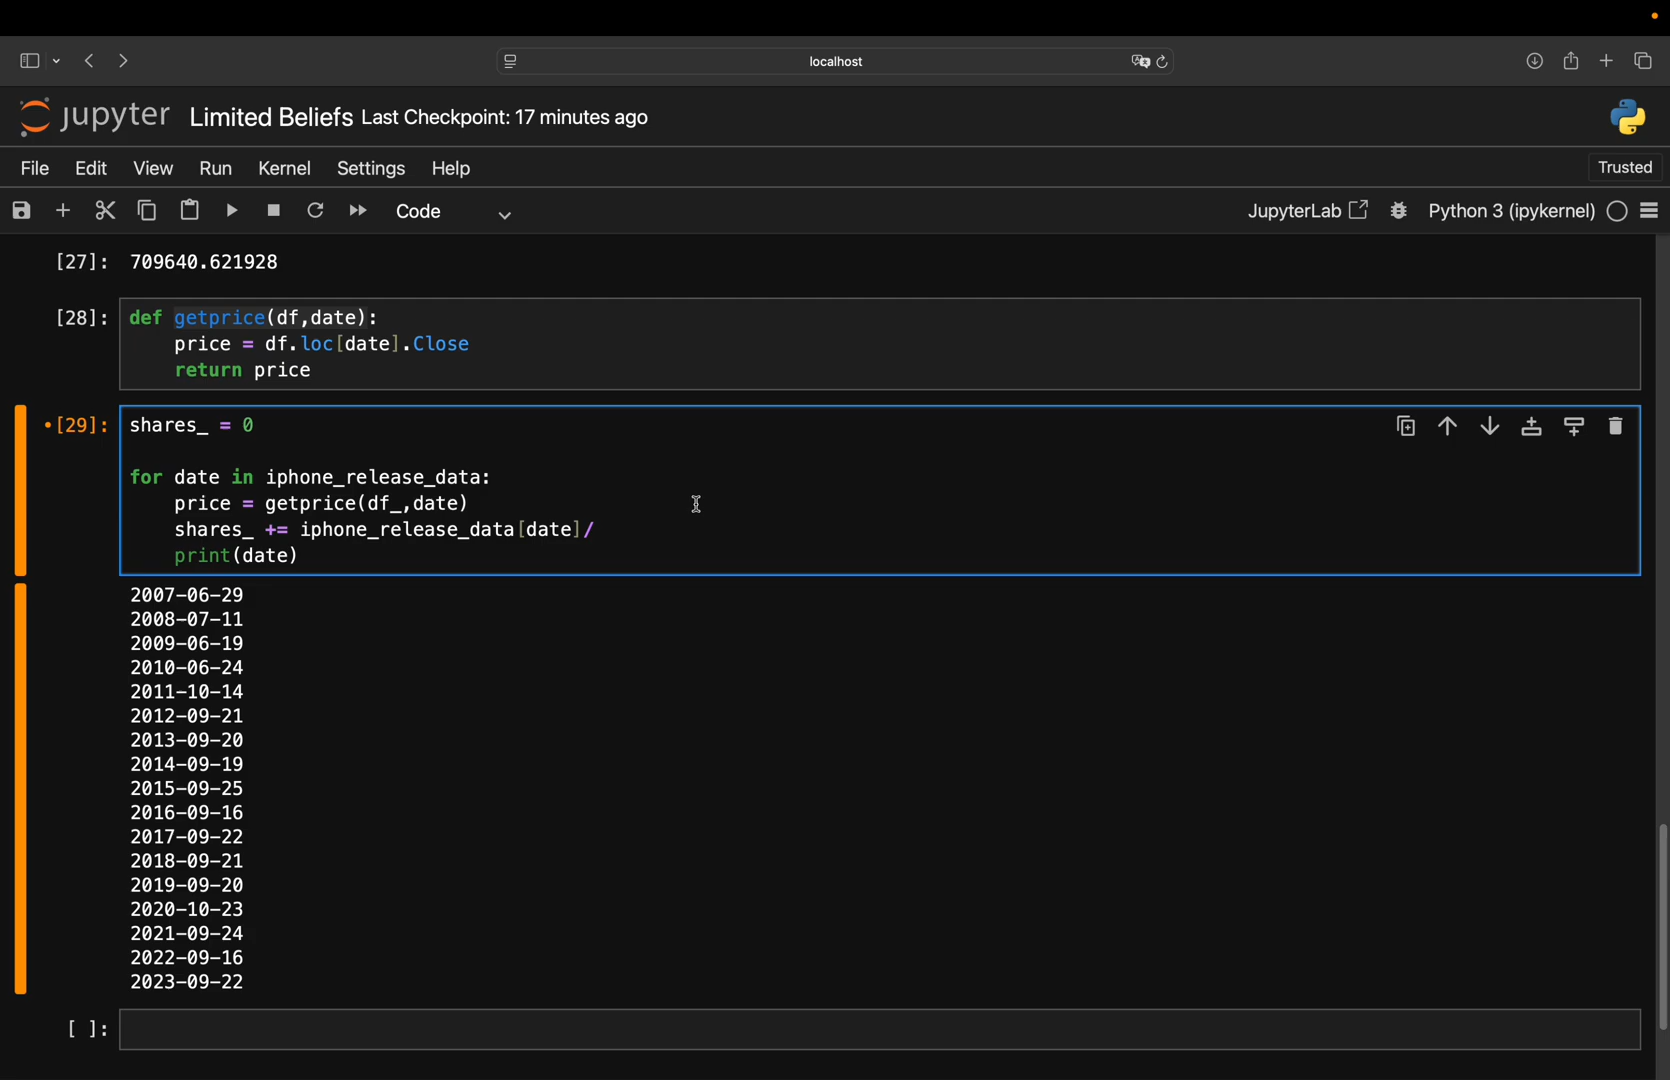 localhost
jupyter Limited Beliefs Last Checkpoint: 17 minutes ago
File Edit View Run Kernel Settings Help Trusted
Code JupyterLab Python 3 (ipykernel)
[27]: 709640.621928
[28]: def getprice(df,date):
price = df.loc[date].Close
return price
•[29]: shares_ = 0
for date in iphone_release_data:
price = getprice(df_,date)
shares_ += iphone_release_data[date]/
print(date)
2007-06-29
2008-07-11
2009-06-19
2010-06-24
2011-10-14
2012-09-21
2013-09-20
2014-09-19
2015-09-25
2016-09-16
2017-09-22
2018-09-21
2019-09-20
2020-10-23
2021-09-24
2022-09-16
2023-09-22
[ ]: